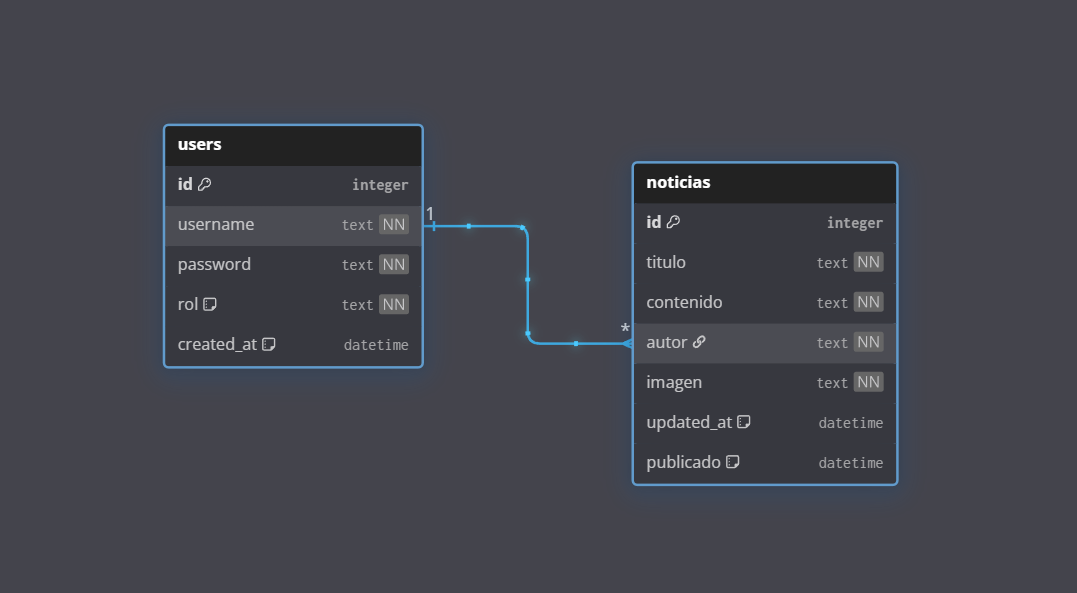 users
id integer
username text NN
password text NN
rol text NN
created_at datetime
1
*
noticias
id integer
titulo text NN
contenido text NN
autor text NN
imagen text NN
updated_at datetime
publicado datetime